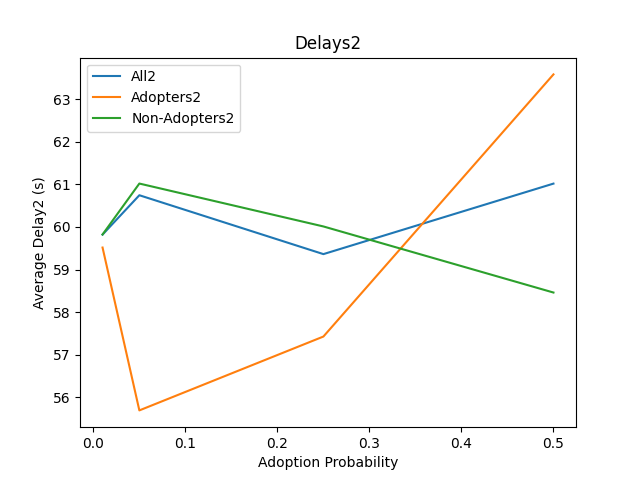 Delays2
All2
Adopters2
Non-Adopters2
Average Delay2 (s)
63
62
61
60
59
58
57
56
0.0 0.1 0.2 0.3 0.4 0.5
Adoption Probability